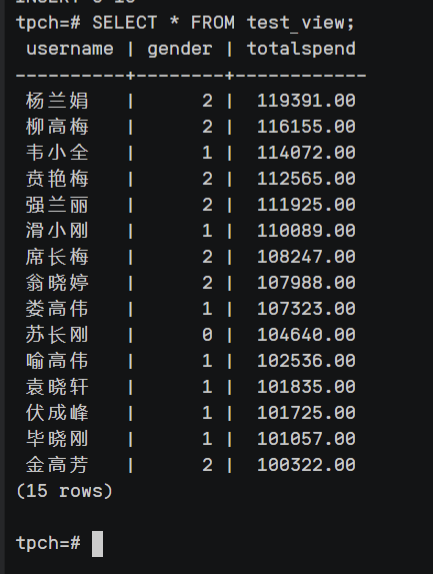 tpch=# SELECT * FROM test_view;
username | gender | totalspend
----------+--------+------------
杨兰娟 | 2 | 119391.00
柳高梅 | 2 | 116155.00
韦小全 | 1 | 114072.00
贲艳梅 | 2 | 112565.00
强兰丽 | 2 | 111925.00
滑小刚 | 1 | 110089.00
席长梅 | 2 | 108247.00
翁晓婷 | 2 | 107988.00
娄高伟 | 1 | 107323.00
苏长刚 | 0 | 104640.00
喻高伟 | 1 | 102536.00
袁晓轩 | 1 | 101835.00
伏成峰 | 1 | 101725.00
毕晓刚 | 1 | 101057.00
金高芳 | 2 | 100322.00
(15 rows)
tpch=#